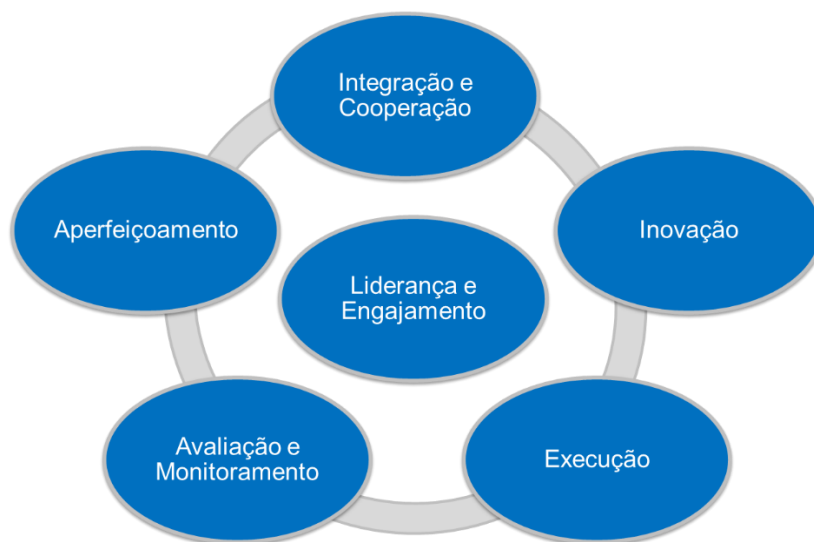 Integração e
Cooperação
Aperfeiçoamento
Inovação
Liderança e
Engajamento
Avaliação e
Monitoramento
Execução